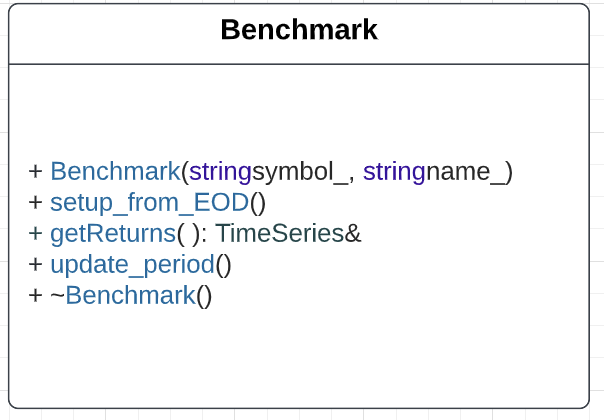 Benchmark
+ Benchmark(stringsymbol_, stringname_)
+ setup_from_EOD()
+ getReturns( ): TimeSeries&
+ update_period()
+ ~Benchmark()